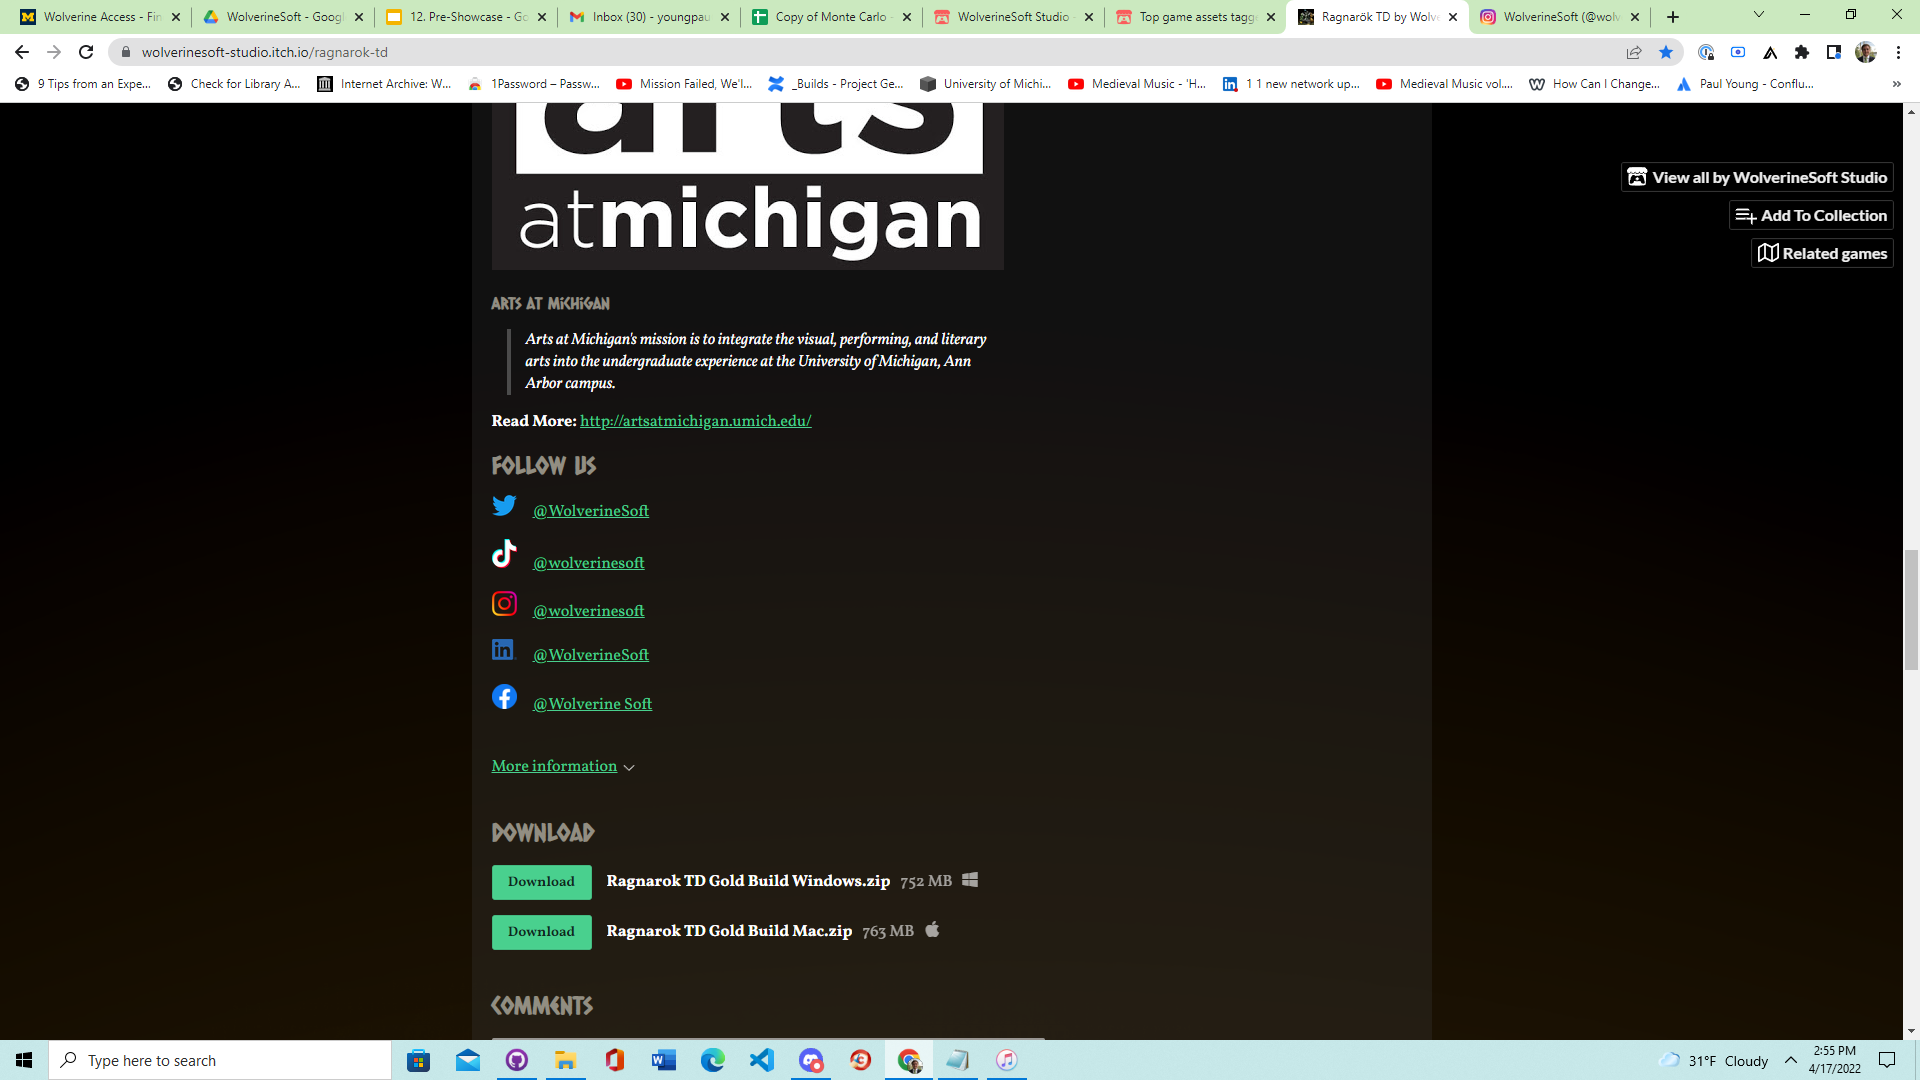 Wolverine Access - Fin
WolverineSoft - Googl
12. Pre-Showcase - Go
Inbox (30) - youngpau
Copy of Monte Carlo -
WolverineSoft Studio -
Top game assets tagg
Ragnarök TD by Wolve
WolverineSoft (@wolv
wolverinesoft-studio.itch.io/ragnarok-td
9 Tips from an Expe...
Check for Library A...
Internet Archive: W...
1Password – Passw...
Mission Failed, We'l...
_Builds - Project Ge...
University of Michi...
Medieval Music - 'H...
1 1 new network up...
Medieval Music vol....
How Can I Change...
Paul Young - Conflu...
»
arts
atmichigan
View all by WolverineSoft Studio
Add To Collection
Related games
ARTS AT MICHIGAN
Arts at Michigan's mission is to integrate the visual, performing, and literary
arts into the undergraduate experience at the University of Michigan, Ann
Arbor campus.
Read More: http://artsatmichigan.umich.edu/
FOLLOW US
@WolverineSoft
@wolverinesoft
@wolverinesoft
@WolverineSoft
@Wolverine Soft
More information
DOWNLOAD
Download Ragnarok TD Gold Build Windows.zip 752 MB
Download Ragnarok TD Gold Build Mac.zip 763 MB
COMMENTS
Type here to search
31°F Cloudy
2:55 PM
4/17/2022